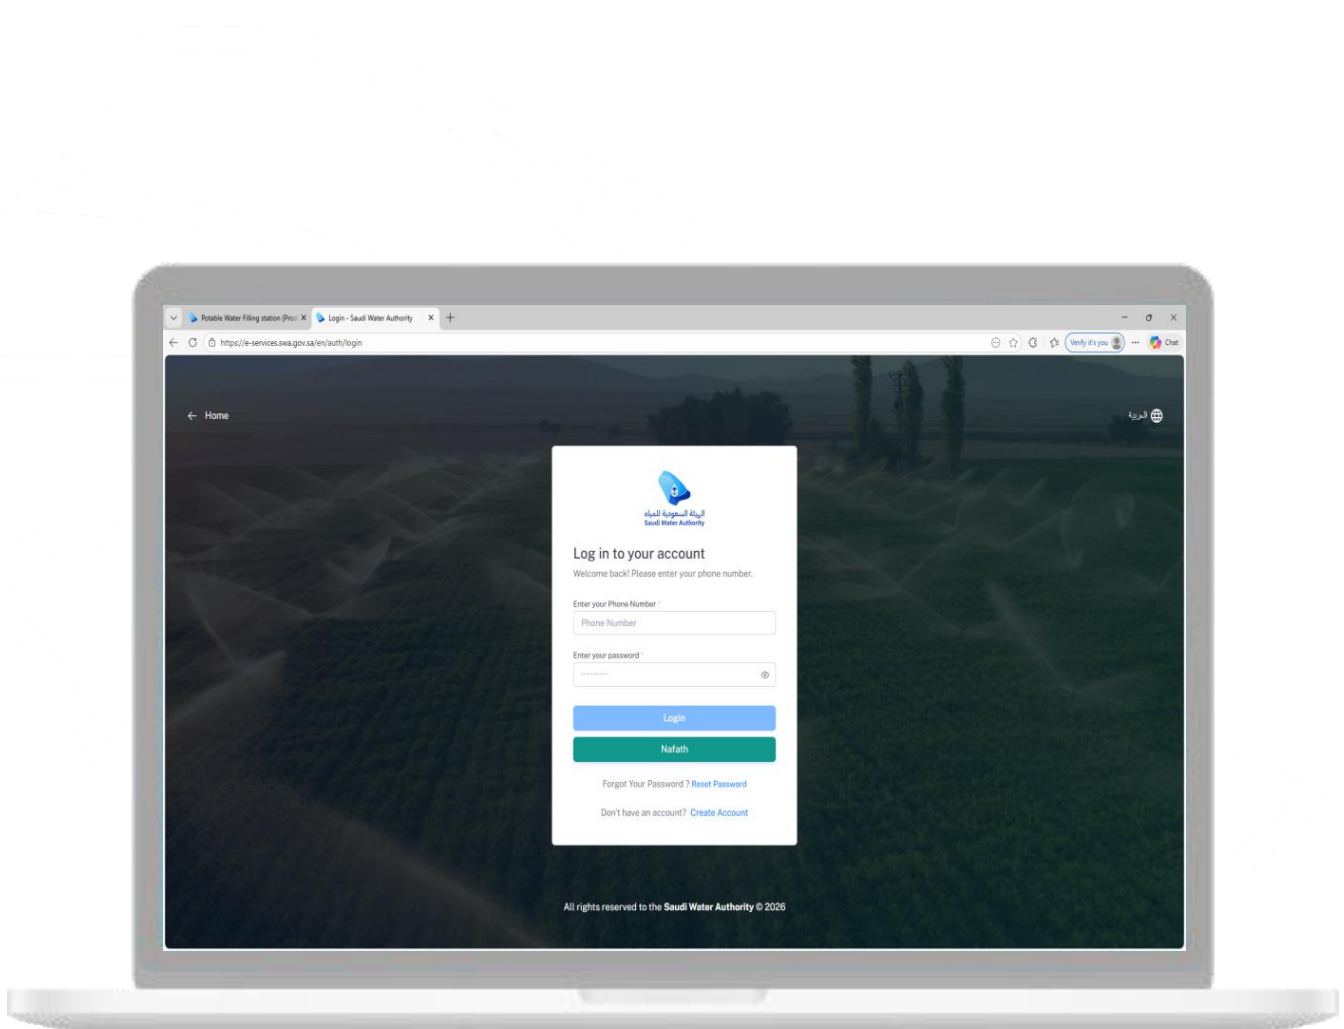 Potable Water Filling station (Prod
Login - Saudi Water Authority
https://e-services.swa.gov.sa/en/auth/login
Verify it's you
Chat
Home
العربية
الهيئة السعودية للمياه
Saudi Water Authority
Log in to your account
Welcome back! Please enter your phone number.
Enter your Phone Number *
Phone Number
Enter your password *
Login
Nafath
Forgot Your Password ? Reset Password
Don't have an account? Create Account
All rights reserved to the Saudi Water Authority © 2026